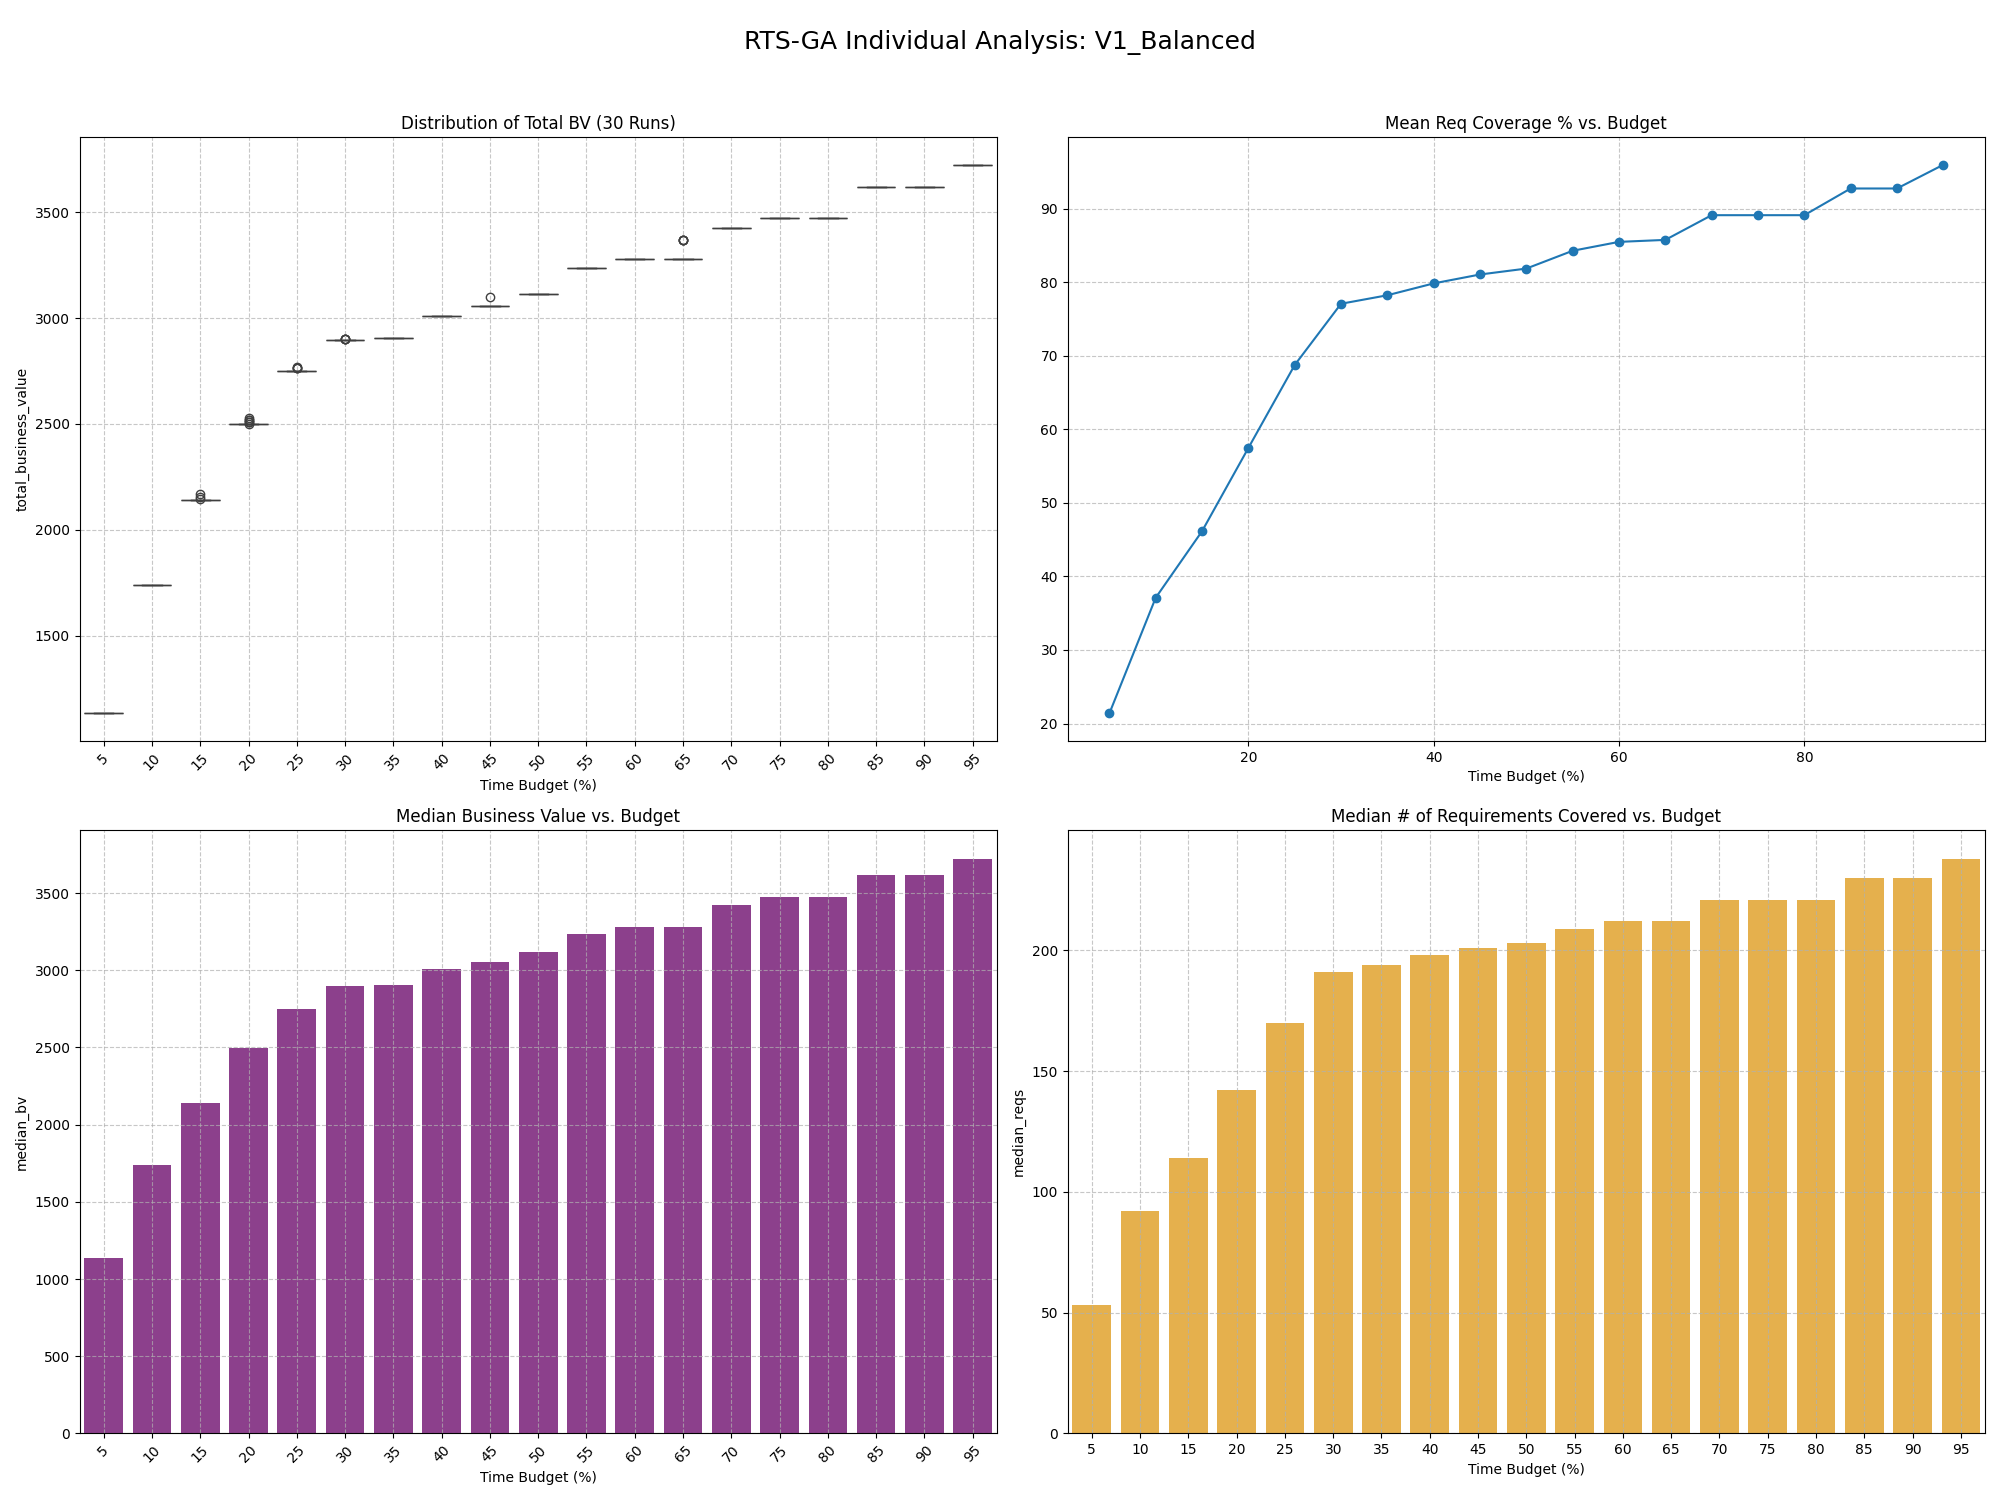 RTS-GA Individual Analysis: V1_Balanced
Distribution of Total BV (30 Runs)
total_business_value
3500
3000
2500
2000
1500
5 10 15 20 25 30 35 40 45 50 55 60 65 70 75 80 85 90 95
Time Budget (%)
Mean Req Coverage % vs. Budget
90
80
70
60
50
40
30
20
20 40 60 80
Time Budget (%)
Median Business Value vs. Budget
median_bv
3500
3000
2500
2000
1500
1000
500
0
5 10 15 20 25 30 35 40 45 50 55 60 65 70 75 80 85 90 95
Time Budget (%)
Median # of Requirements Covered vs. Budget
median_reqs
200
150
100
50
0
5 10 15 20 25 30 35 40 45 50 55 60 65 70 75 80 85 90 95
Time Budget (%)